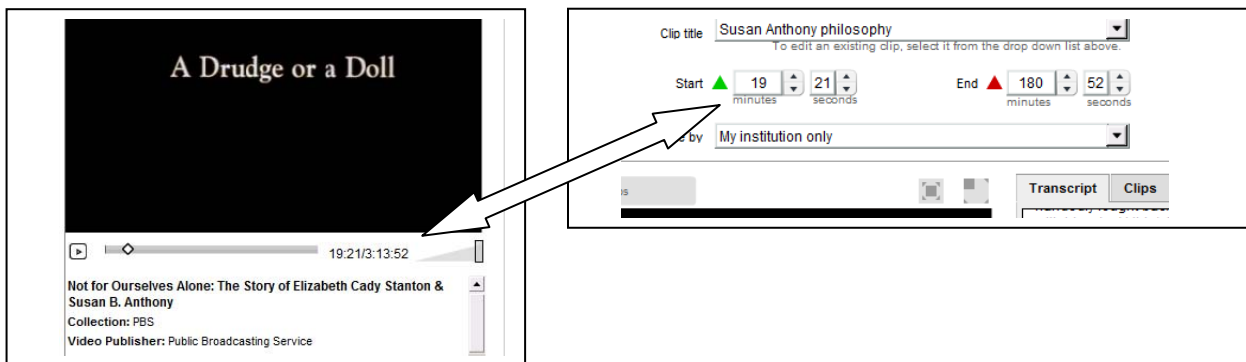 A Drudge or a Doll
19:21/3:13:52
Not for Ourselves Alone: The Story of Elizabeth Cady Stanton &
Susan B. Anthony
Collection: PBS
Video Publisher: Public Broadcasting Service
Clip title Susan Anthony philosophy
To edit an existing clip, select it from the drop down list above.
Start 19 21 End 180 52
minutes seconds minutes seconds
by My institution only
Transcript Clips